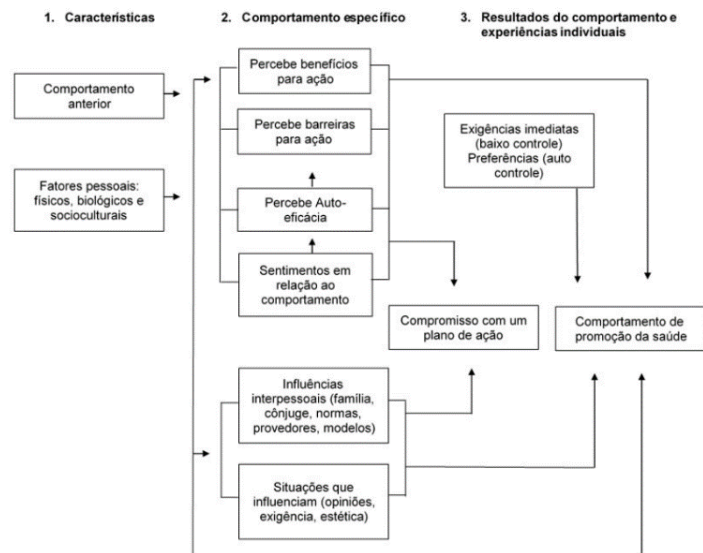 1. Características
2. Comportamento específico
3. Resultados do comportamento e
experiências individuais
Comportamento
anterior
Fatores pessoais:
físicos, biológicos e
socioculturais
Percebe benefícios
para ação
Percebe barreiras
para ação
Percebe Auto-
eficácia
Sentimentos em
relação ao
comportamento
Influências
interpessoais (família,
cônjuge, normas,
provedores, modelos)
Situações que
influenciam (opiniões,
exigência, estética)
Exigências imediatas
(baixo controle)
Preferências (auto
controle)
Compromisso com um
plano de ação
Comportamento de
promoção da saúde